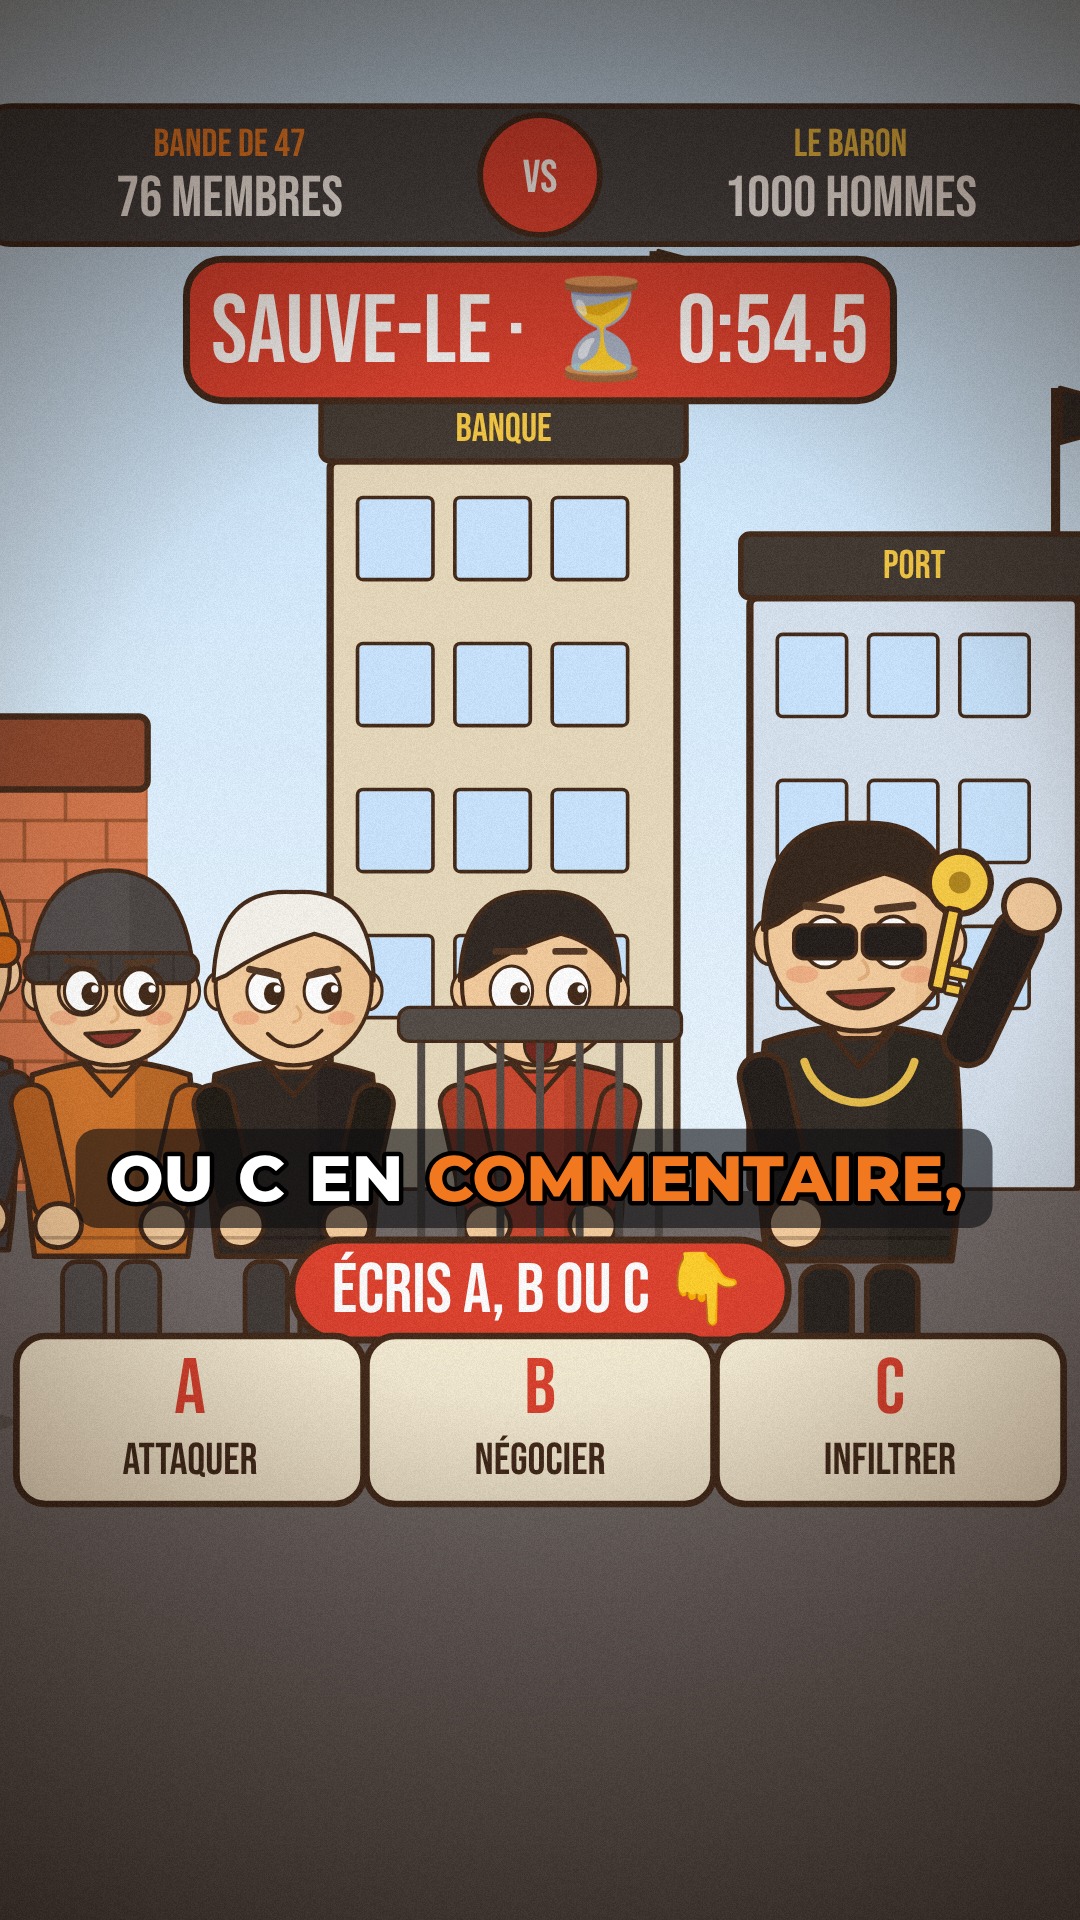 BANDE DE 47
76 MEMBRES
VS
LE BARON
1000 HOMMES
SAUVE-LE · ⏳ 0:54.5
BANQUE
PORT
OU C EN COMMENTAIRE,
ÉCRIS A, B OU C 👇
A
ATTAQUER
B
NÉGOCIER
C
INFILTRER